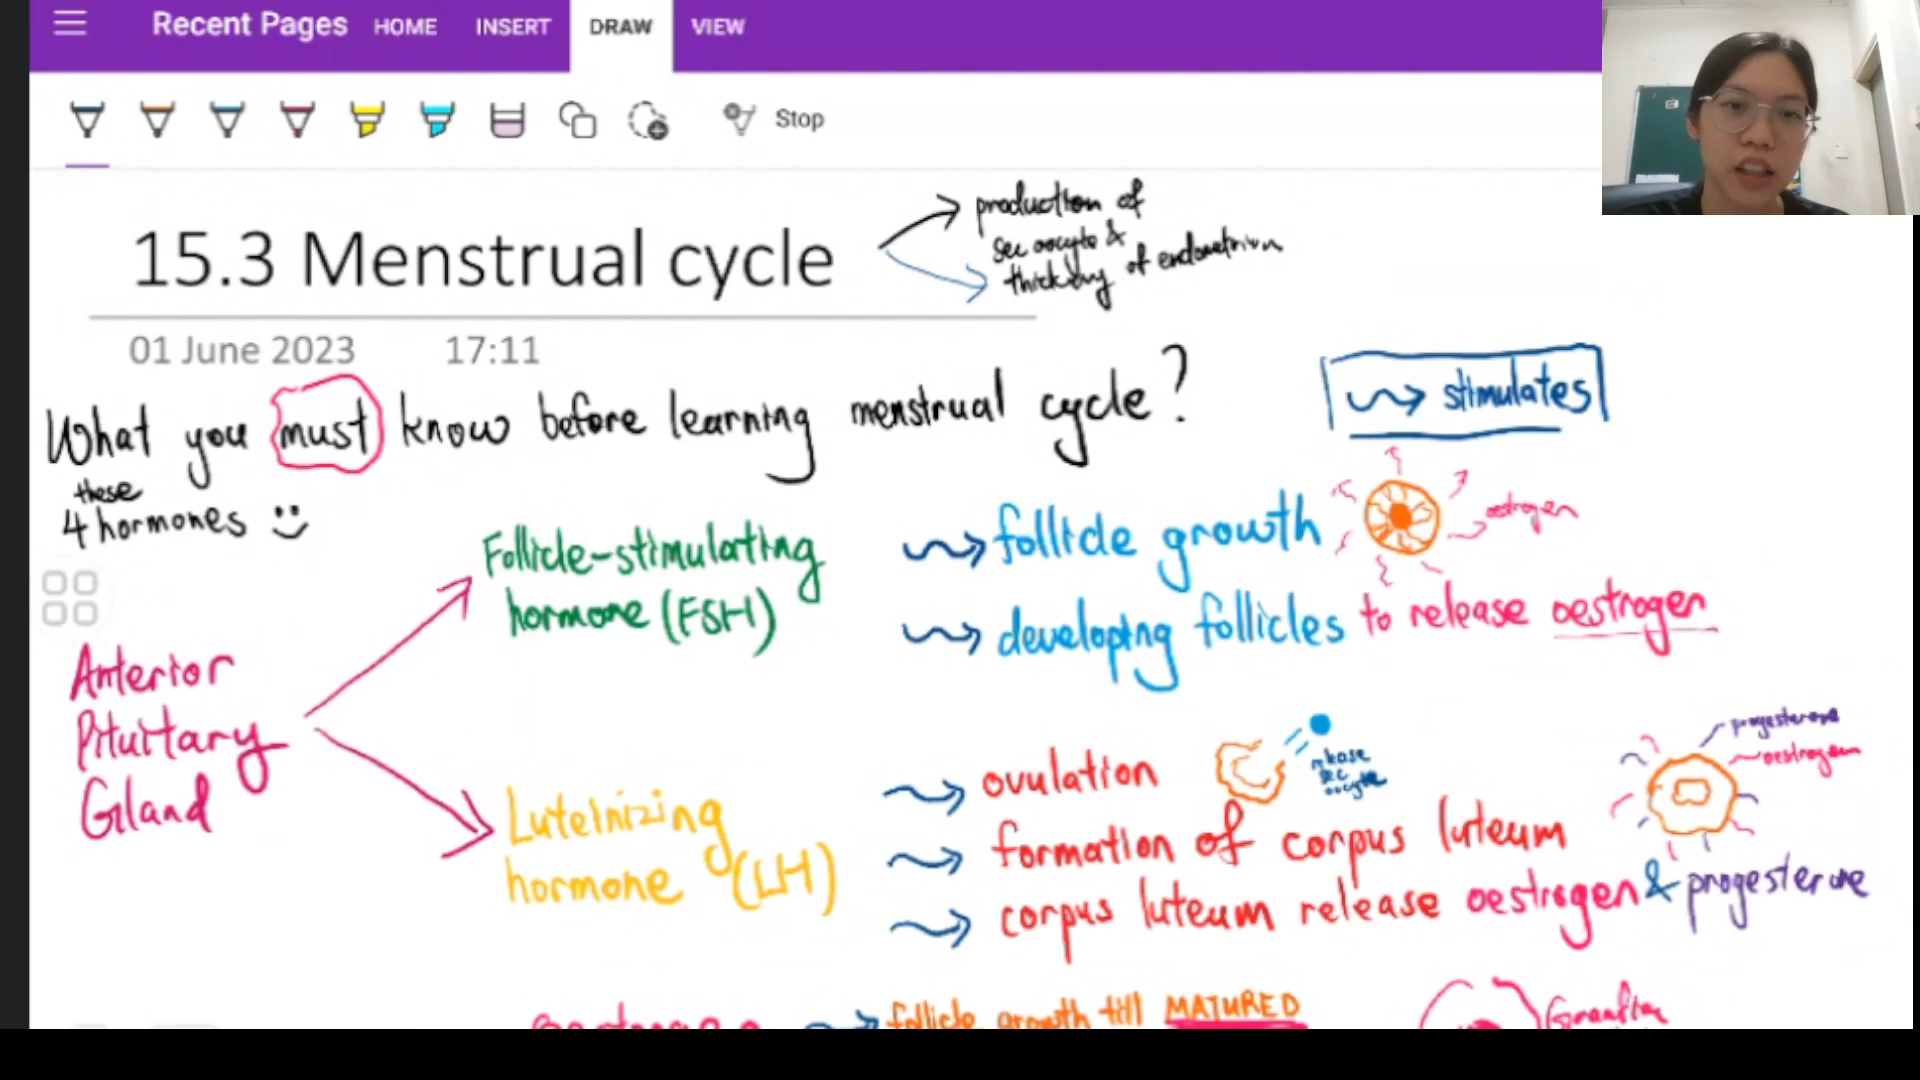 Recent Pages HOME INSERT DRAW VIEW
Stop
15.3 Menstrual cycle
production of
sec oocyte &
of endometrium
01 June 2023 17:11
What you must know before learning menstrual cycle?
stimulates
these
4 hormones
oestrogen
Follicle-stimulating
hormone (FSH)
follicle growth
developing follicles to release oestrogen
Anterior
Pituitary
Gland
Luteinizing
hormone (LH)
ovulation
release
sec
oocyte
progesterone
oestrogen
formation of corpus luteum
corpus luteum release oestrogen & progesterone
follicle growth till MATURED